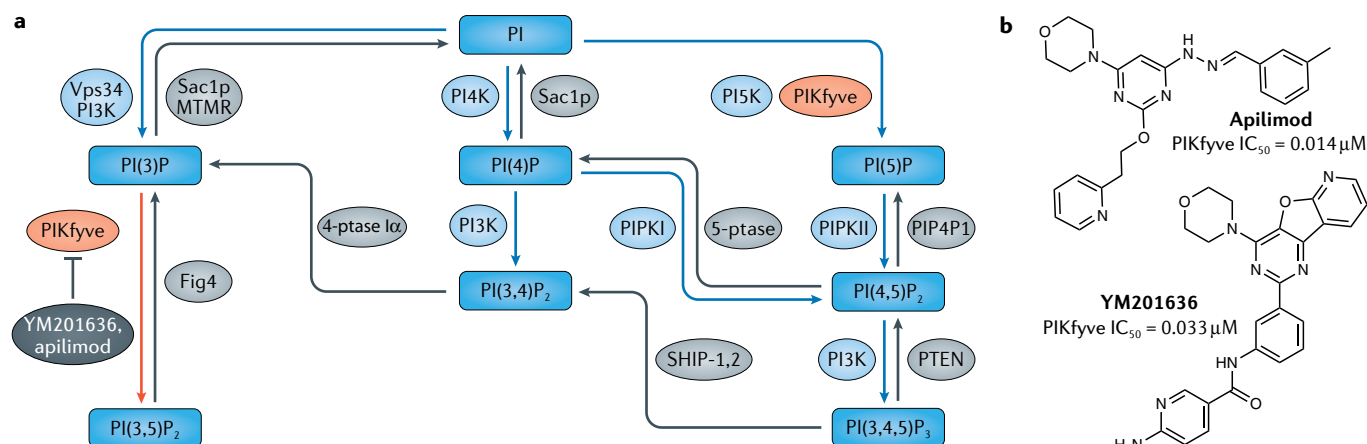 a
PI
Vps34
PI3K
Sac1p
MTMR
PI4K
Sac1p
PI5K
PIKfyve
PI(3)P
PI(4)P
PI(5)P
PIKfyve
4-ptase Iα
PI3K
PIPKI
5-ptase
PIPKII
PIP4P1
Fig4
YM201636,
apilimod
PI(3,4)P₂
PI(4,5)P₂
SHIP-1,2
PI3K
PTEN
PI(3,5)P₂
PI(3,4,5)P₃
b
O
N
H
N
N
N
N
Apilimod
PIKfyve IC₅₀ = 0.014 μM
O
N
N
O
O
N
N
N
N
YM201636
PIKfyve IC₅₀ = 0.033 μM
HN
N
O
H₂N